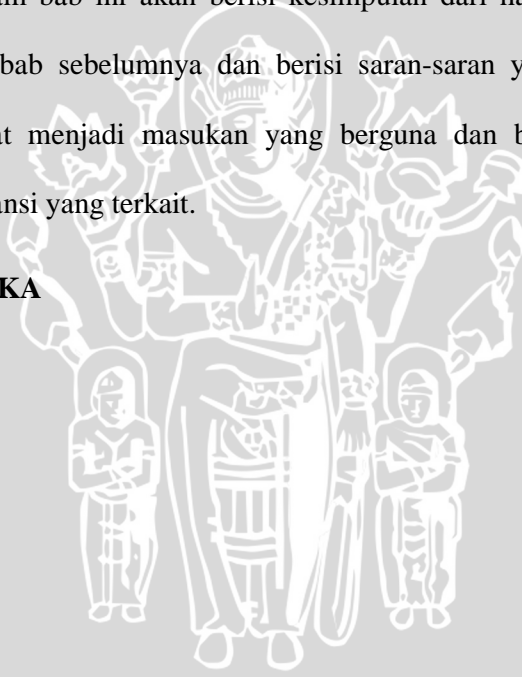 bab ini akan berisi kesimpulan dari
bab sebelumnya dan berisi saran-saran
menjadi masukan yang berguna dan
yang terkait.